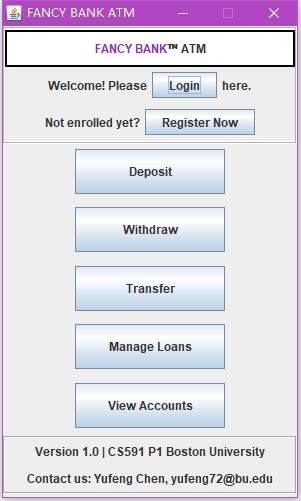 FANCY BANK ATM
FANCY BANK™ ATM
Welcome! Please Login here.
Not enrolled yet? Register Now
Deposit
Withdraw
Transfer
Manage Loans
View Accounts
Version 1.0 | CS591 P1 Boston University
Contact us: Yufeng Chen, yufeng72@bu.edu